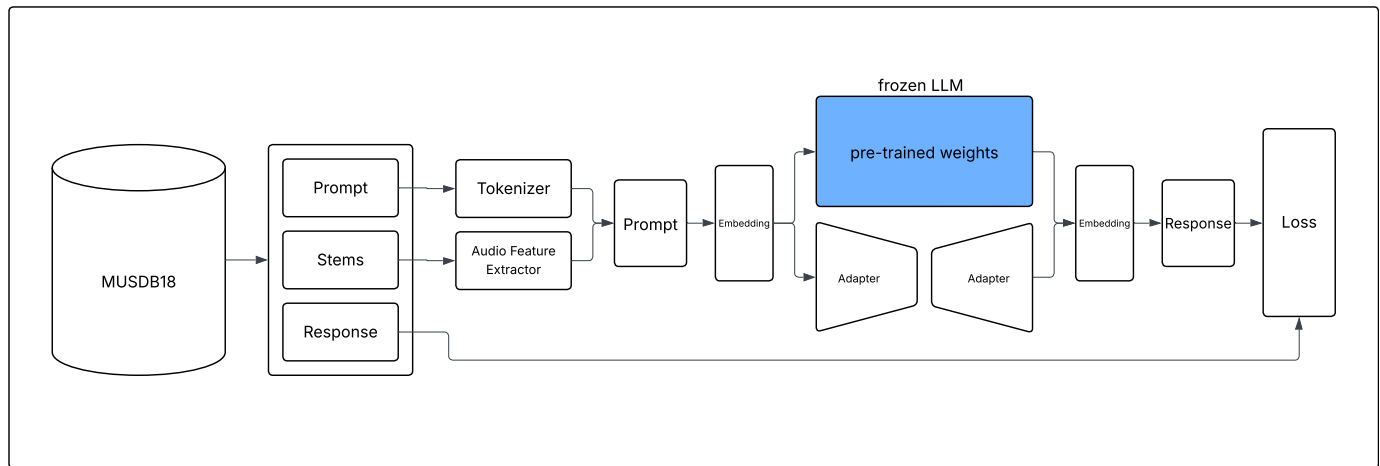 frozen LLM
pre-trained weights
MUSDB18
Prompt
Stems
Response
Tokenizer
Audio Feature
Extractor
Prompt
Embedding
Adapter
Adapter
Embedding
Response
Loss